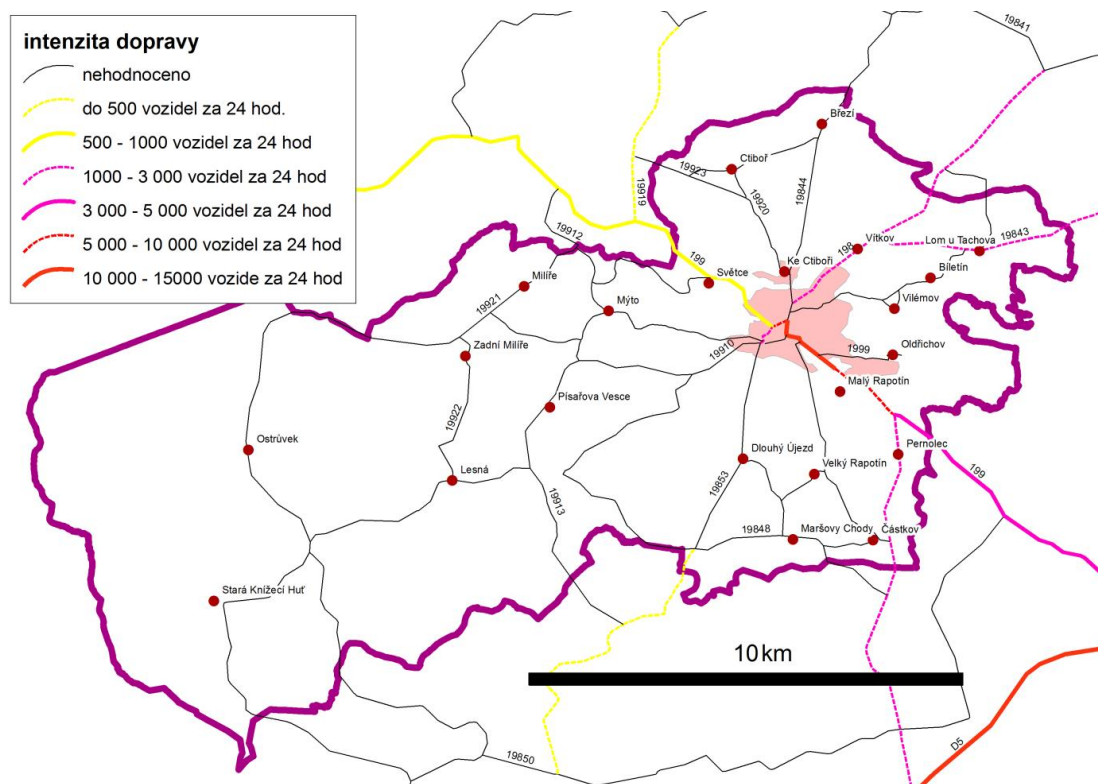 intenzita dopravy
nehodnoceno
do 500 vozidel za 24 hod.
500 - 1000 vozidel za 24 hod
1000 - 3 000 vozidel za 24 hod
3 000 - 5 000 vozidel za 24 hod
5 000 - 10 000 vozidel za 24 hod
10 000 - 15000 vozide za 24 hod
19841
Březí
Ctiboř
19923
19919
19920
19844
19912
199
198
Vítkov
Lom u Tachova
19843
Ke Ctiboři
Světce
Bíletín
Milíře
19921
Mýto
Vilémov
Zadní Milíře
19910
1999
Oldřichov
Malý Rapotín
19922
Písařova Vesce
Ostrůvek
Dlouhý Újezd
Pernolec
Lesná
Velký Rapotín
199
19913
19853
19848
Maršovy Chody
Částkov
Stará Knížecí Huť
10 km
D5
19850